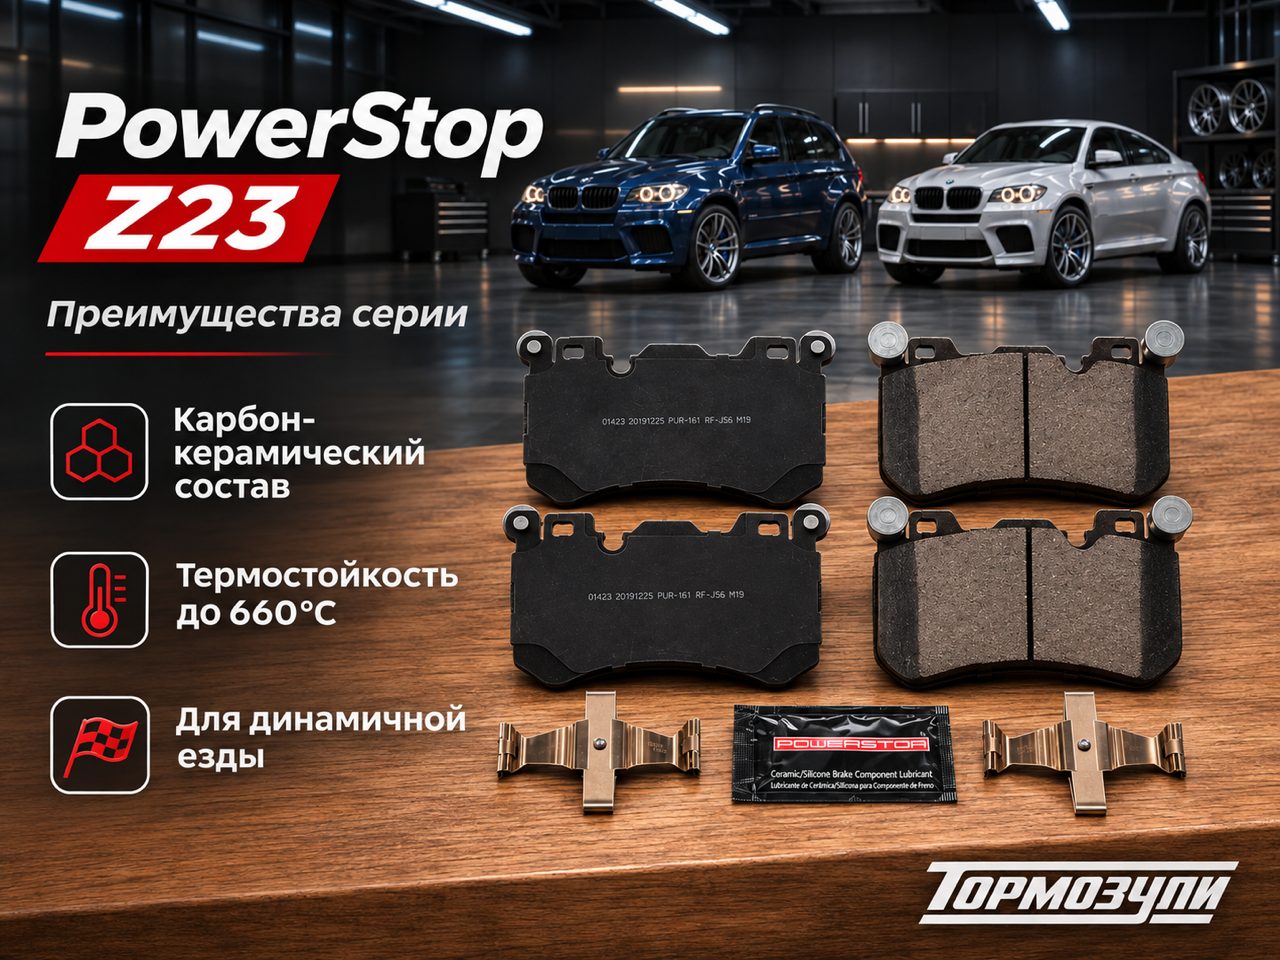 PowerStop
Z23
Преимущества серии
Карбон-
керамический
состав
Термостойкость
до 660°C
Для динамичной
езды
01423 20191225 PUR-161 RF-J56 M19
01423 20191225 PUR-161 RF-J56 M19
POWERSTOP
Ceramic/Silicone Brake Component Lubricant
Lubricante de Cerámica/Silicona para Componente de Freno
ТОРМОЗУЛИ